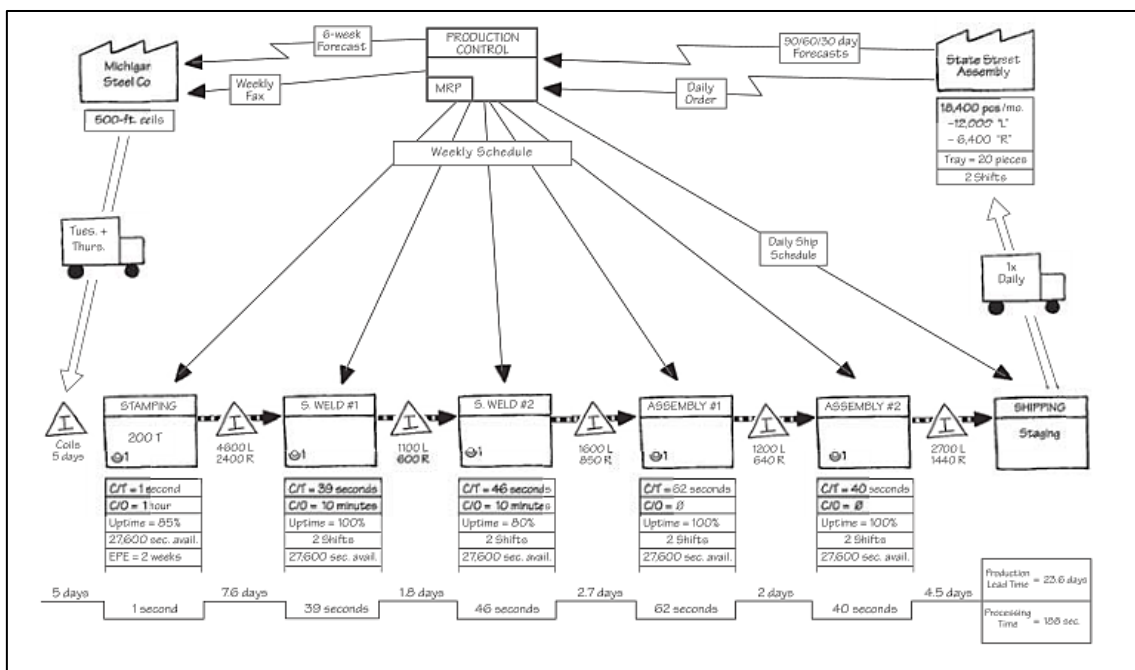 6-week
Forecast
PRODUCTION
CONTROL
MRP
90/60/30 day
Forecasts
Michigar
Steel Co
State Street
Assembly
Weekly
Fax
Daily
Order
500-ft. coils
18,400 pcs/mo.
-12,000 "L"
- 6,400 "R"
Tray = 20 pieces
2 Shifts
Weekly Schedule
Tues. +
Thurs.
Daily Ship
Schedule
1x
Daily
I
Coils
5 days
STAMPING
200 T
1
I
4600 L
2400 R
S. WELD #1
1
I
1100 L
600 R
S. WELD #2
1
I
1600 L
850 R
ASSEMBLY #1
1
I
1200 L
640 R
ASSEMBLY #2
1
I
2700 L
1440 R
SHIPPING
Staging
C/T = 1 second
C/O = 1 hour
Uptime = 85%
27,600 sec. avail.
EPE = 2 weeks
C/T = 39 seconds
C/O = 10 minutes
Uptime = 100%
2 Shifts
27,600 sec. avail.
C/T = 46 seconds
C/O = 10 minutes
Uptime = 80%
2 Shifts
27,600 sec. avail.
C/T = 62 seconds
C/O = Ø
Uptime = 100%
2 Shifts
27,600 sec. avail.
C/T = 40 seconds
C/O = Ø
Uptime = 100%
2 Shifts
27,600 sec. avail.
5 days
1 second
7.6 days
39 seconds
1.8 days
46 seconds
2.7 days
62 seconds
2 days
40 seconds
4.5 days
Production
Lead Time = 23.6 days
Processing
Time = 188 sec.